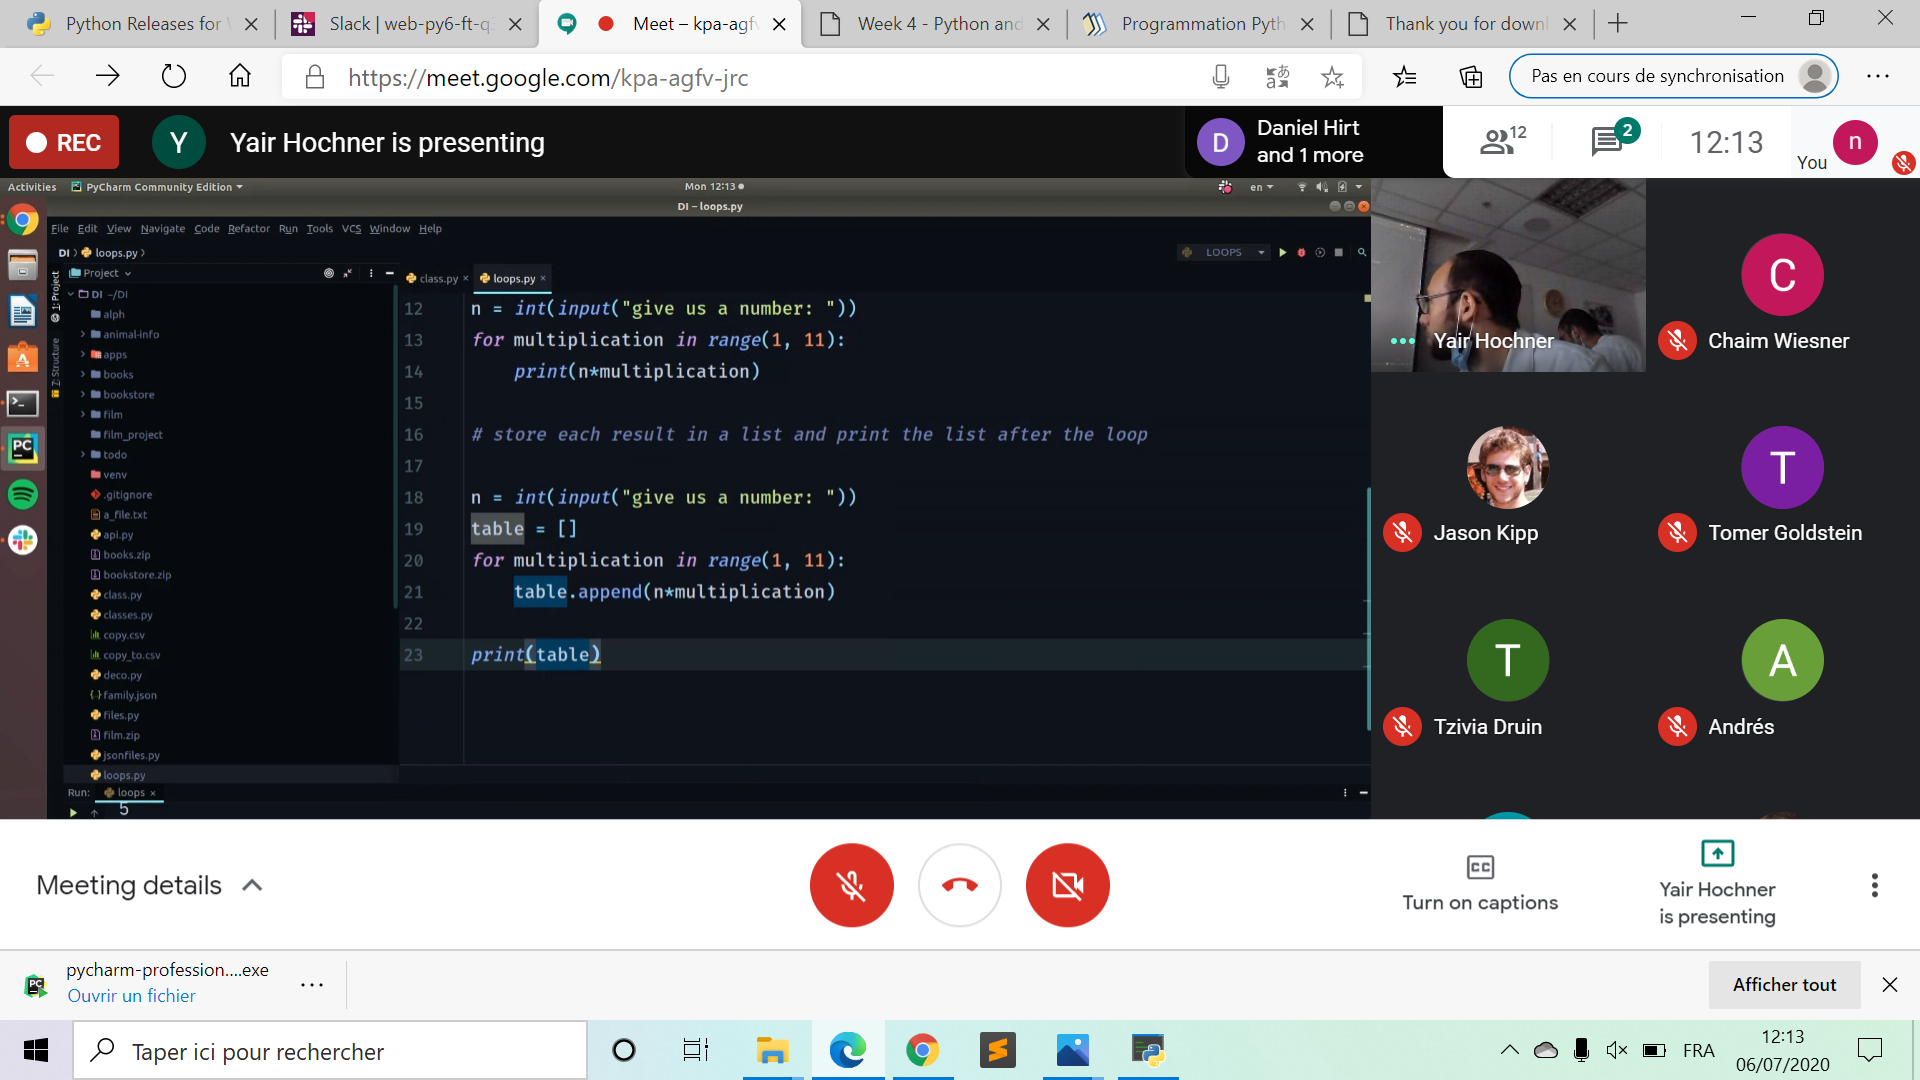 Python Releases for W
Slack | web-py6-ft-q3
Meet – kpa-agfv
Week 4 - Python and
Programmation Pyth
Thank you for downl
https://meet.google.com/kpa-agfv-jrc
Pas en cours de synchronisation
REC
Y
Yair Hochner is presenting
D
Daniel Hirt
and 1 more
12
2
12:13
You
n
Activities
PyCharm Community Edition
Mon 12:13
en
DI – loops.py
File Edit View Navigate Code Refactor Run Tools VCS Window Help
DI
loops.py
LOOPS
Project
class.py
loops.py
1: Project
Z: Structure
DI ~/DI
alph
animal-info
apps
books
bookstore
film
film_project
todo
venv
.gitignore
a_file.txt
api.py
books.zip
bookstore.zip
class.py
classes.py
copy.csv
copy_to.csv
deco.py
family.json
files.py
film.zip
jsonfiles.py
loops.py
12 n = int(input("give us a number: "))
13 for multiplication in range(1, 11):
14 print(n*multiplication)
15
16 # store each result in a list and print the list after the loop
17
18 n = int(input("give us a number: "))
19 table = []
20 for multiplication in range(1, 11):
21 table.append(n*multiplication)
22
23 print(table)
Run:
loops
5
Yair Hochner
C
Chaim Wiesner
Jason Kipp
T
Tomer Goldstein
T
Tzivia Druin
A
Andrés
Meeting details
Turn on captions
Yair Hochner
is presenting
pycharm-profession....exe
Ouvrir un fichier
Afficher tout
Taper ici pour rechercher
FRA
12:13
06/07/2020